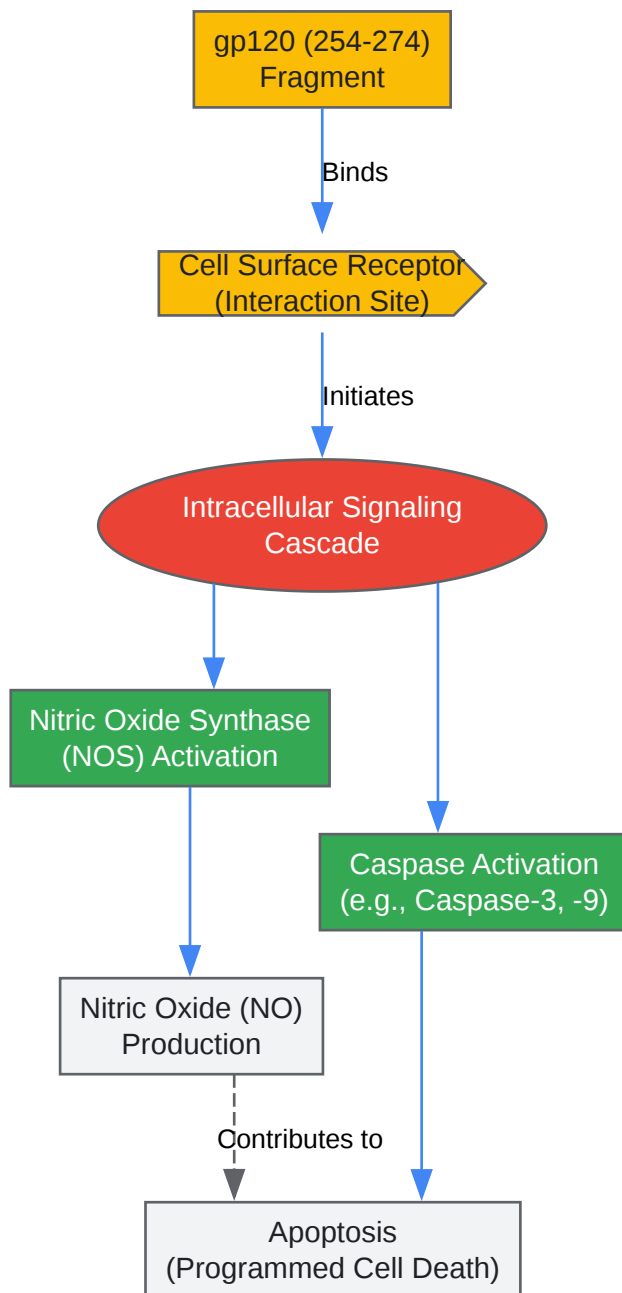 gp120 (254-274)
Fragment
Binds
Cell Surface Receptor
(Interaction Site)
Initiates
Intracellular Signaling
Cascade
Nitric Oxide Synthase
(NOS) Activation
Caspase Activation
(e.g., Caspase-3, -9)
Nitric Oxide (NO)
Production
Contributes to
Apoptosis
(Programmed Cell Death)